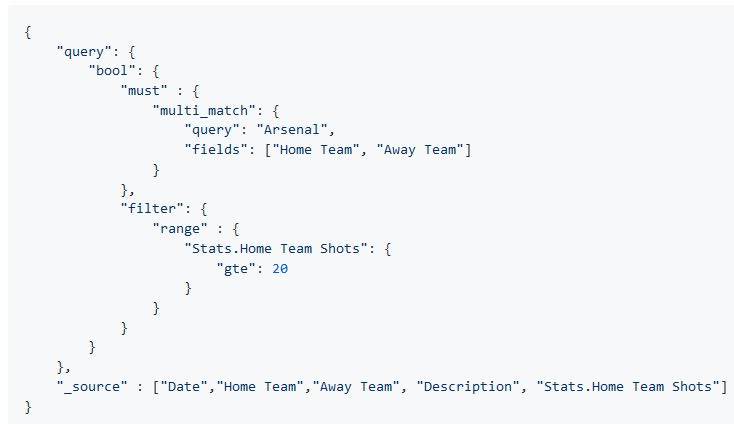 {
    "query": {
        "bool": {
            "must" : {
                "multi_match": {
                    "query": "Arsenal",
                    "fields": ["Home Team", "Away Team"]
                }
            },
            "filter": {
                "range" : {
                    "Stats.Home Team Shots": {
                        "gte": 20
                    }
                }
            }
        }
    },
    "_source" : ["Date","Home Team","Away Team", "Description", "Stats.Home Team Shots"]
}